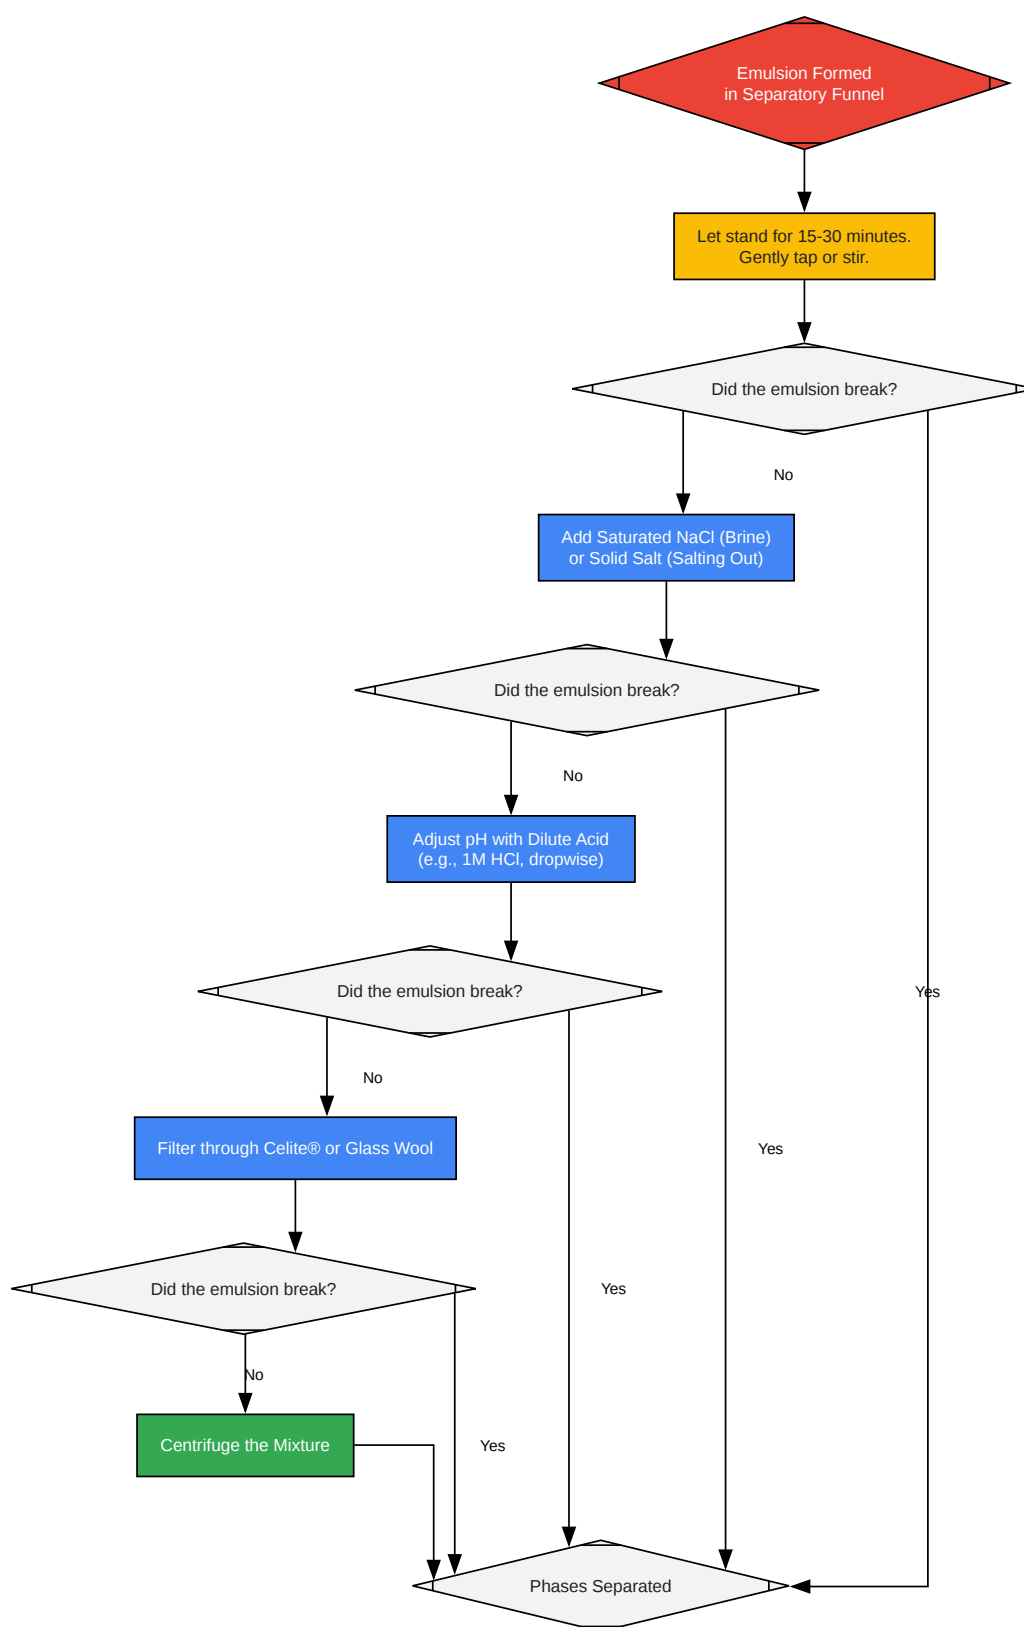 Emulsion Formed
in Separatory Funnel
Let stand for 15-30 minutes.
Gently tap or stir.
Did the emulsion break?
No
Add Saturated NaCl (Brine)
or Solid Salt (Salting Out)
Did the emulsion break?
No
Adjust pH with Dilute Acid
(e.g., 1M HCl, dropwise)
Did the emulsion break?
Yes
No
Filter through Celite® or Glass Wool
Yes
Did the emulsion break?
Yes
No
Centrifuge the Mixture
Yes
Phases Separated